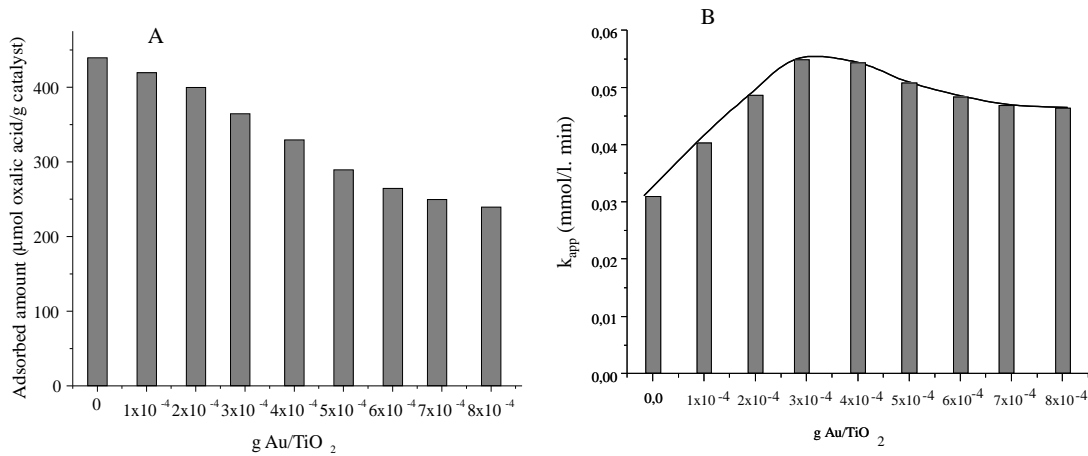 A
Adsorbed amount (μmol oxalic acid/g catalyst)
400
300
200
100
0
0 1x10⁻⁴ 2x10⁻⁴ 3x10⁻⁴ 4x10⁻⁴ 5x10⁻⁴ 6x10⁻⁴ 7x10⁻⁴ 8x10⁻⁴
g Au/TiO₂
B
k_app (mmol/l. min)
0,06
0,05
0,04
0,03
0,02
0,01
0,00
0,0 1x10⁻⁴ 2x10⁻⁴ 3x10⁻⁴ 4x10⁻⁴ 5x10⁻⁴ 6x10⁻⁴ 7x10⁻⁴ 8x10⁻⁴
g Au/TiO₂